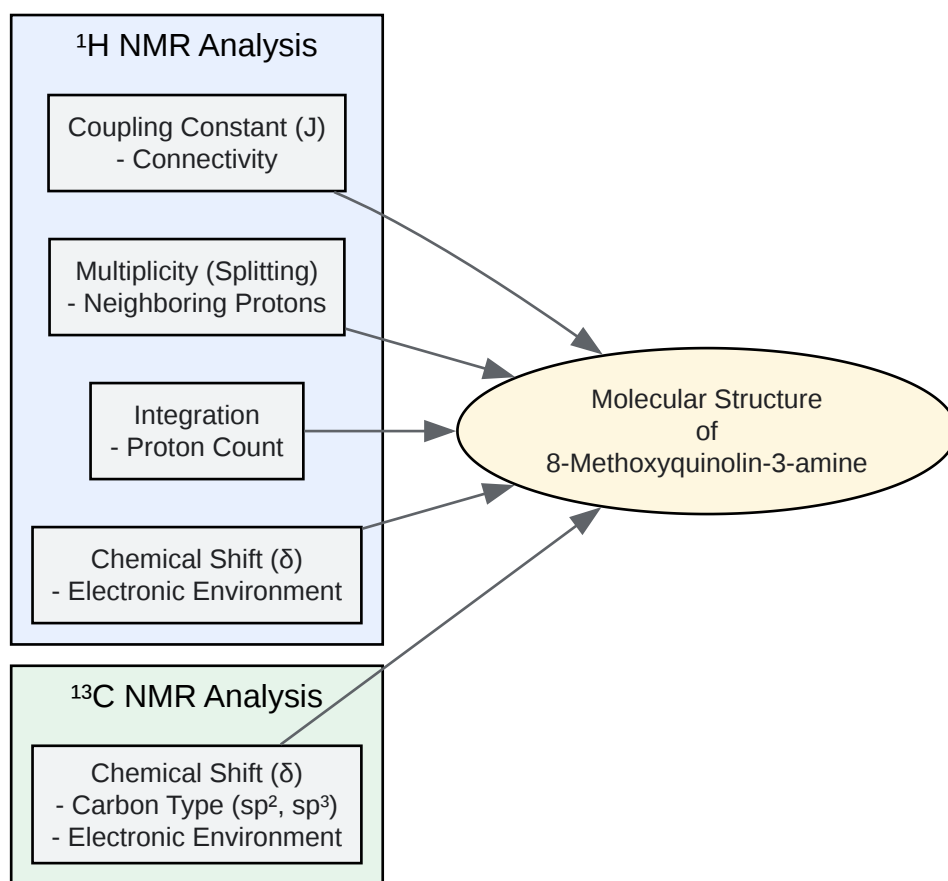 ¹H NMR Analysis
Coupling Constant (J)
- Connectivity
Multiplicity (Splitting)
- Neighboring Protons
Integration
- Proton Count
Chemical Shift (δ)
- Electronic Environment
¹³C NMR Analysis
Chemical Shift (δ)
- Carbon Type (sp², sp³)
- Electronic Environment
Molecular Structure
of
8-Methoxyquinolin-3-amine